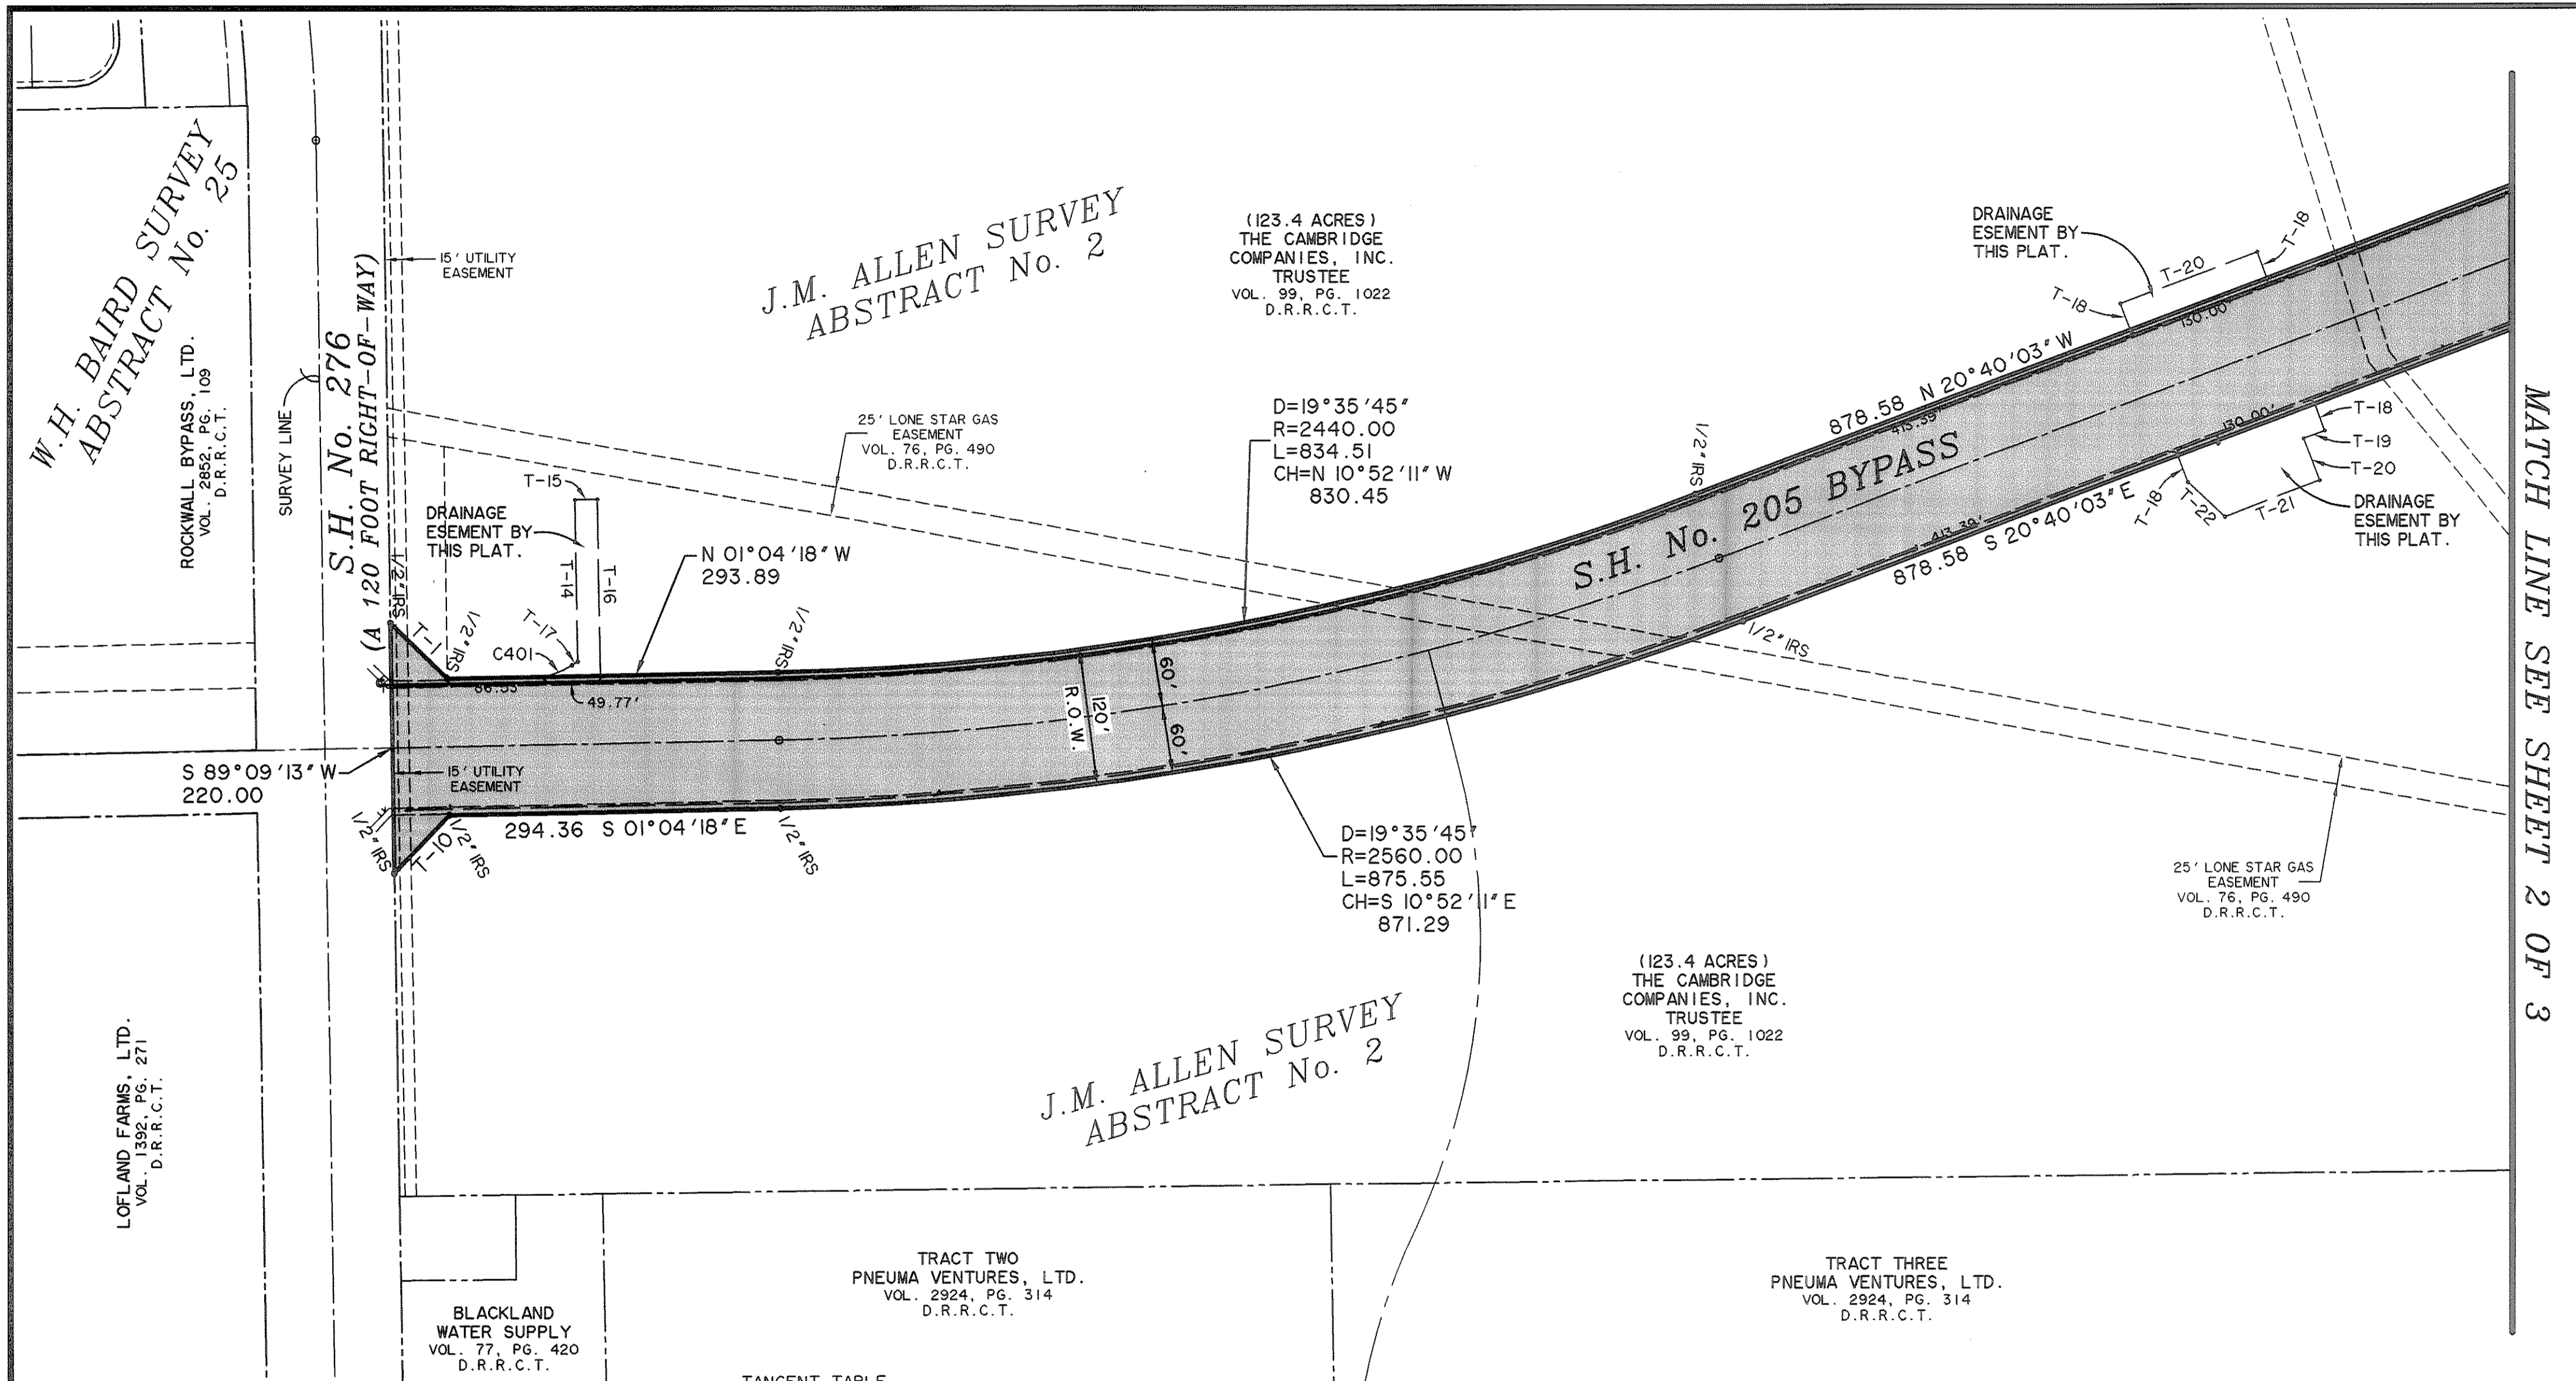 W.H. BAIRD SURVEY
ABSTRACT No. 25
ROCKWALL BYPASS, LTD.
VOL. 2852, PG. 109
D.R.R.C.T.
SURVEY LINE
S.H. No. 276
(A 120 FOOT RIGHT-OF-WAY)
15' UTILITY
EASEMENT
J.M. ALLEN SURVEY
ABSTRACT No. 2
(123.4 ACRES)
THE CAMBRIDGE
COMPANIES, INC.
TRUSTEE
VOL. 99, PG. 1022
D.R.R.C.T.
DRAINAGE
ESEMENT BY
THIS PLAT.
T-18
T-20
T-18
130.00'
878.58 N 20°40'03" W
413.39'
25' LONE STAR GAS
EASEMENT
VOL. 76, PG. 490
D.R.R.C.T.
D=19°35'45"
R=2440.00
L=834.51
CH=N 10°52'11" W
830.45
T-15
DRAINAGE
ESEMENT BY
THIS PLAT.
T-14
T-16
T-17
C401
N 01°04'18" W
293.89
1/2" IRS
T-1
1/2" IRS
49.77'
1/2" IRS
1/2" IRS
S.H. No. 205 BYPASS
60'
120'
R.O.W.
60'
413.39'
878.58 S 20°40'03" E
130.00'
T-18
T-19
T-20
T-21
T-22
T-18
DRAINAGE
ESEMENT BY
THIS PLAT.
1/2" IRS
S 89°09'13" W
220.00
15' UTILITY
EASEMENT
1/2" IRS
T-10
1/2" IRS
294.36 S 01°04'18" E
1/2" IRS
D=19°35'45"
R=2560.00
L=875.55
CH=S 10°52'11" E
871.29
25' LONE STAR GAS
EASEMENT
VOL. 76, PG. 490
D.R.R.C.T.
MATCH LINE SEE SHEET 2 OF 3
(123.4 ACRES)
THE CAMBRIDGE
COMPANIES, INC.
TRUSTEE
VOL. 99, PG. 1022
D.R.R.C.T.
J.M. ALLEN SURVEY
ABSTRACT No. 2
LOFLAND FARMS, LTD.
VOL. 1392, PG. 271
D.R.R.C.T.
BLACKLAND
WATER SUPPLY
VOL. 77, PG. 420
D.R.R.C.T.
TRACT TWO
PNEUMA VENTURES, LTD.
VOL. 2924, PG. 314
D.R.R.C.T.
TRACT THREE
PNEUMA VENTURES, LTD.
VOL. 2924, PG. 314
D.R.R.C.T.
TANGENT TABLE